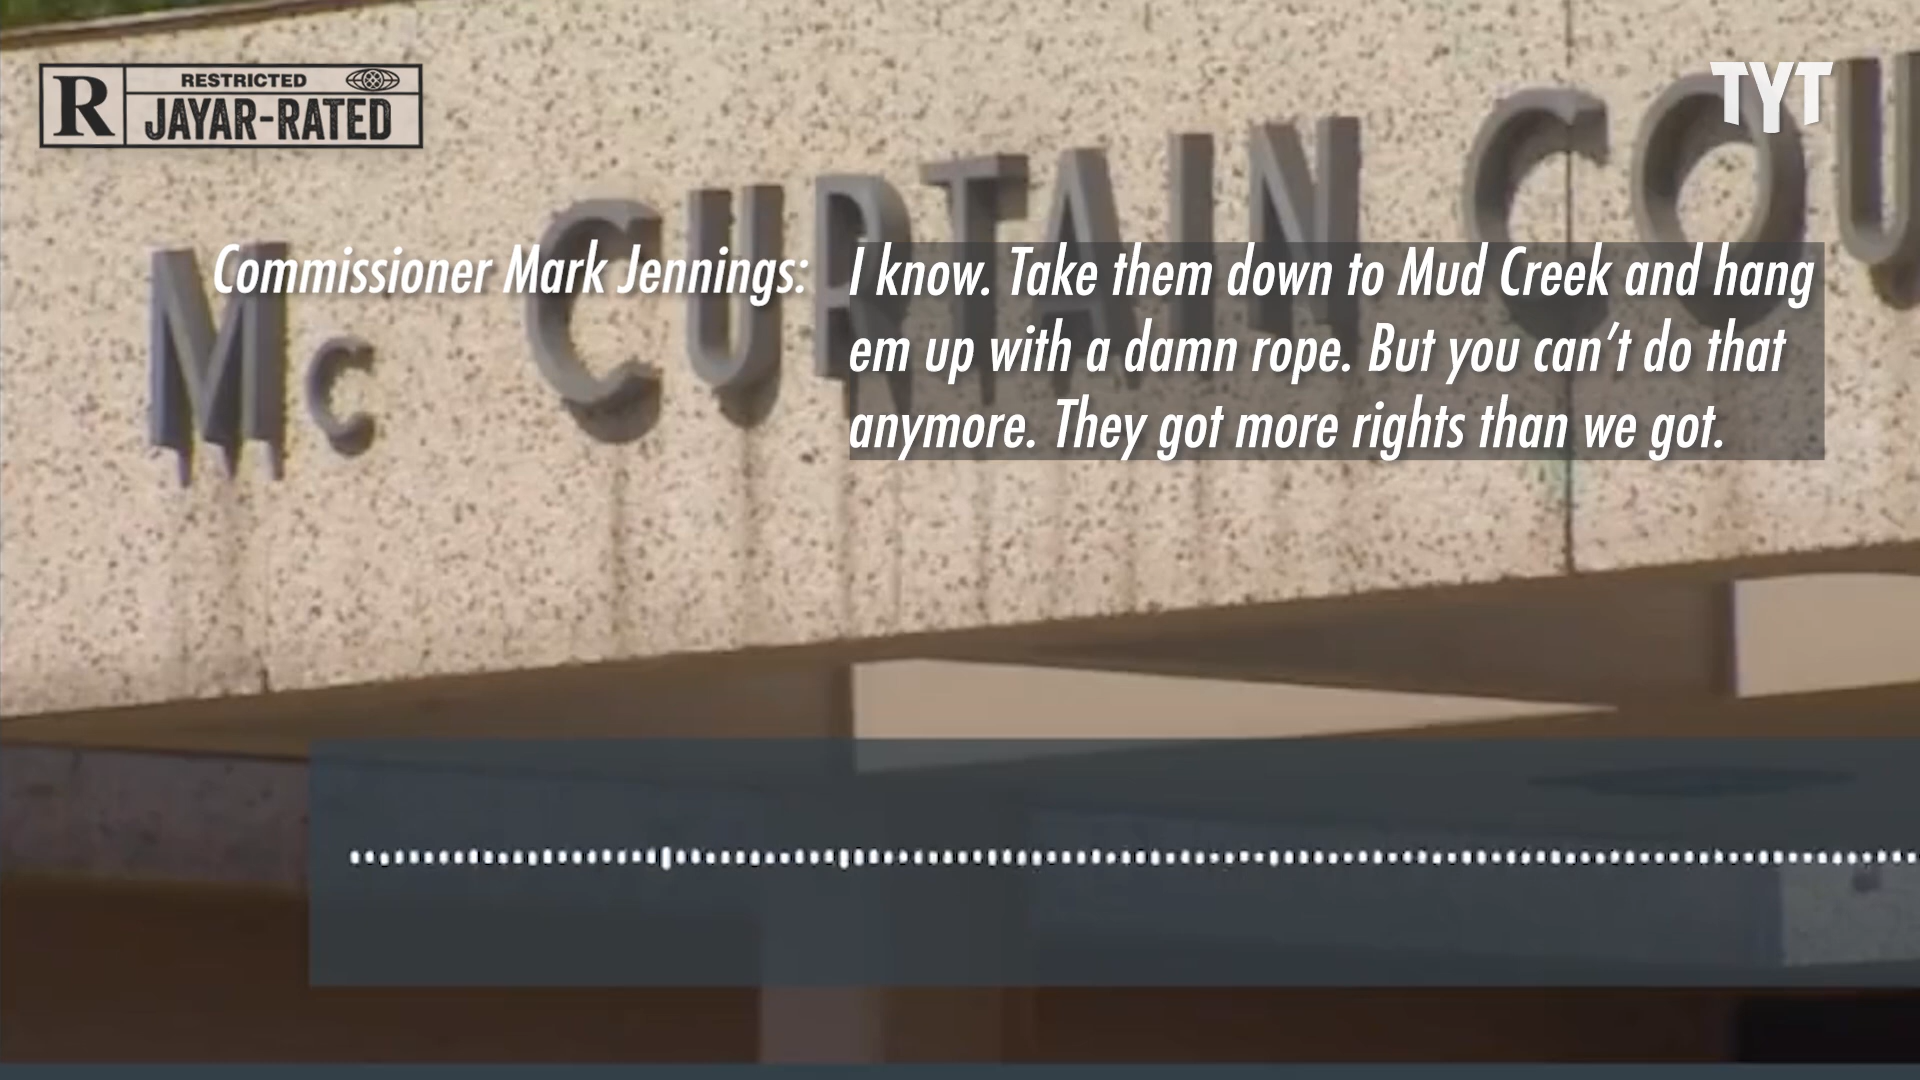 R
RESTRICTED
JAYAR-RATED
TYT
MC CURTAIN COU
Commissioner Mark Jennings:
I know. Take them down to Mud Creek and hang
em up with a damn rope. But you can't do that
anymore. They got more rights than we got.